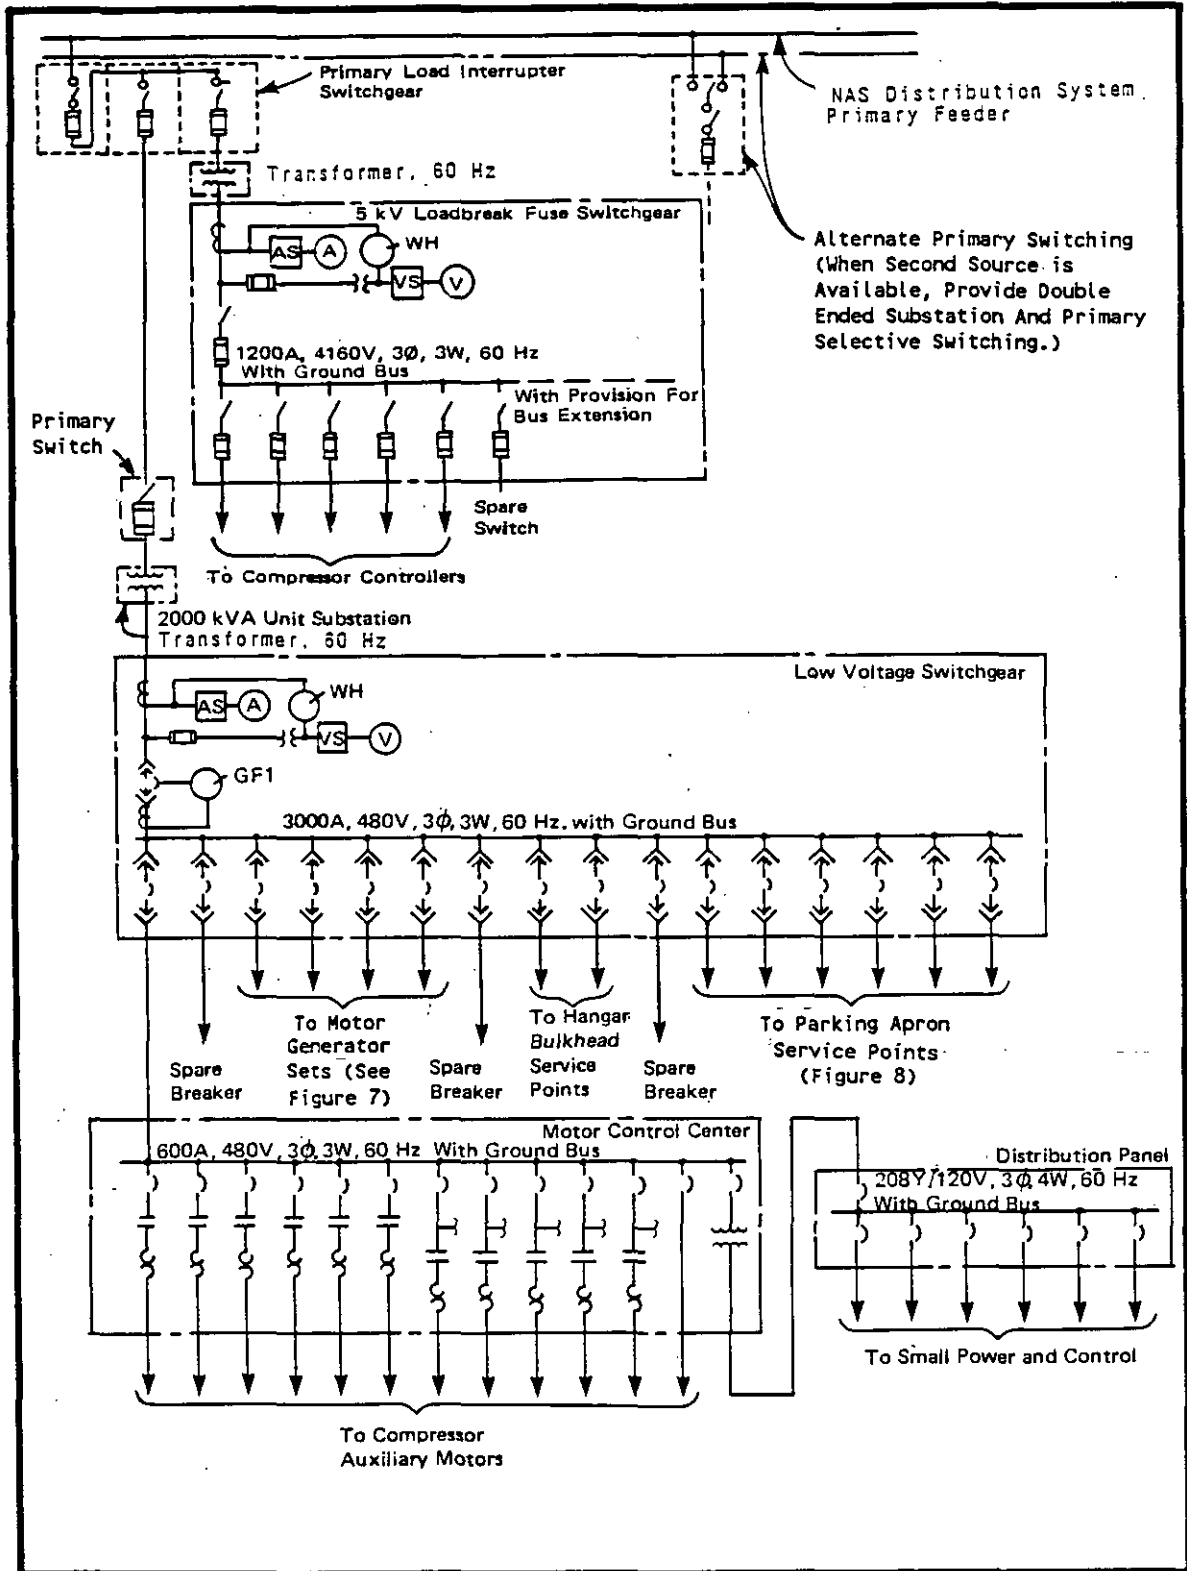 Primary Load Interrupter
Switchgear
NAS Distribution System
Primary Feeder
Transformer, 60 Hz
5 kV Loadbreak Fuse Switchgear
AS
A
WH
VS
V
Alternate Primary Switching
(When Second Source is
Available, Provide Double
Ended Substation And Primary
Selective Switching.)
1200A, 4160V, 3Ø, 3W, 60 Hz
With Ground Bus
With Provision For
Bus Extension
Primary
Switch
Spare
Switch
To Compressor Controllers
2000 kVA Unit Substation
Transformer, 60 Hz
Low Voltage Switchgear
AS
A
WH
VS
V
GF1
3000A, 480V, 3Ø, 3W, 60 Hz. with Ground Bus
To Motor
Generator
Sets (See
Figure 7)
To Hangar
Bulkhead
Service
Points
To Parking Apron
Service Points
(Figure 8)
Spare
Breaker
Spare
Breaker
Spare
Breaker
Motor Control Center
600A, 480V, 3Ø, 3W, 60 Hz With Ground Bus
Distribution Panel
208Y/120V, 3Ø, 4W, 60 Hz
With Ground Bus
To Small Power and Control
To Compressor
Auxiliary Motors